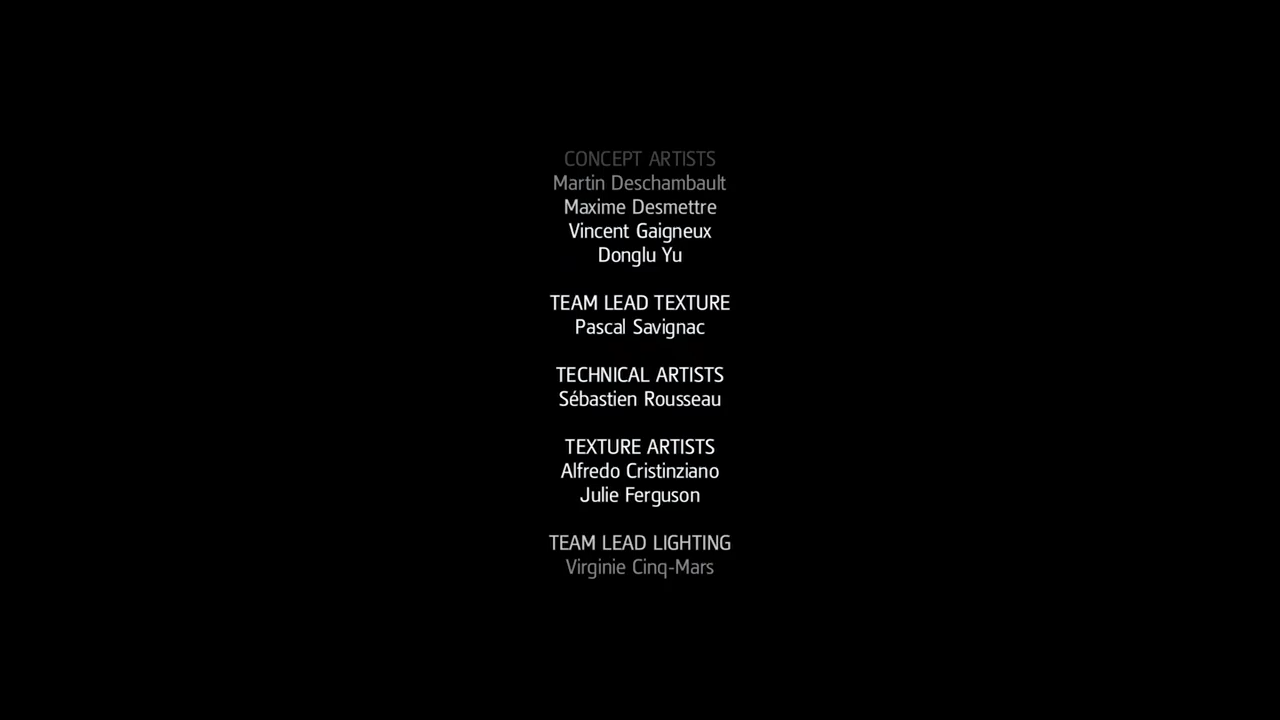 CONCEPT ARTISTS
Martin Deschambault
Maxime Desmettre
Vincent Gaigneux
Donglu Yu
TEAM LEAD TEXTURE
Pascal Savignac
TECHNICAL ARTISTS
Sébastien Rousseau
TEXTURE ARTISTS
Alfredo Cristinziano
Julie Ferguson
TEAM LEAD LIGHTING
Virginie Cinq-Mars